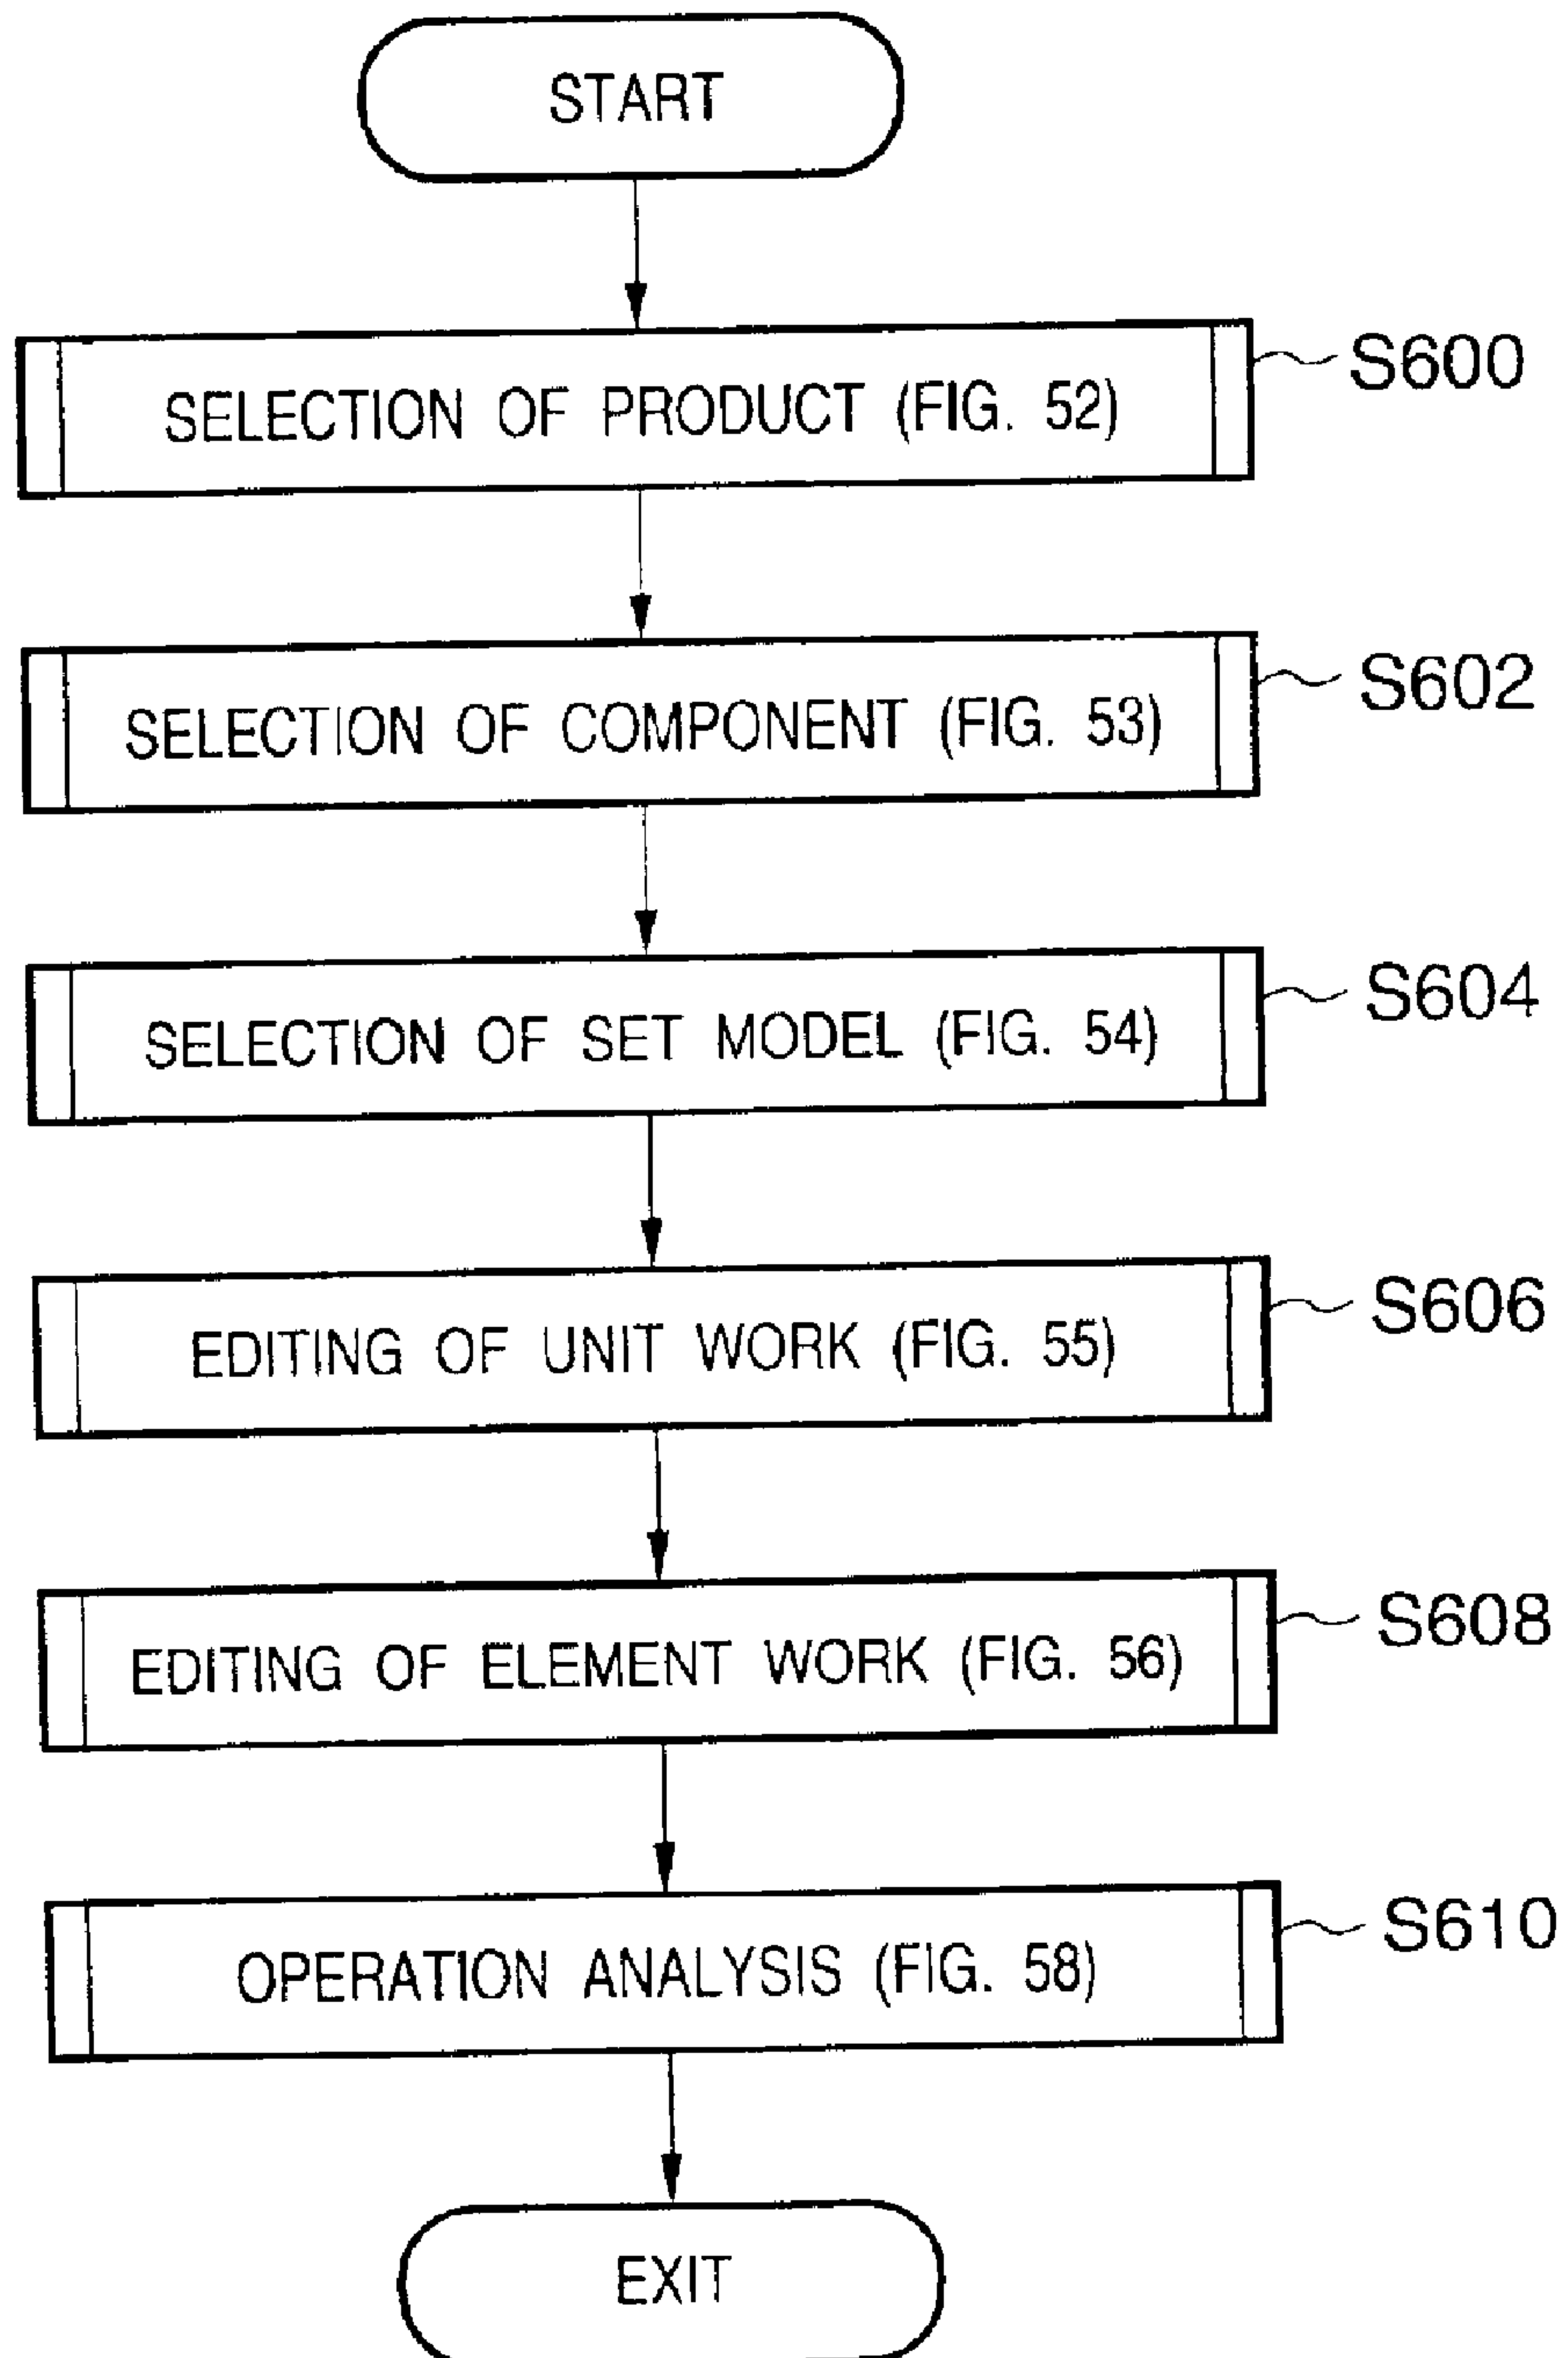 START
SELECTION OF PRODUCT (FIG. 52)
S600
SELECTION OF COMPONENT (FIG. 53)
S602
SELECTION OF SET MODEL (FIG. 54)
S604
EDITING OF UNIT WORK (FIG. 55)
S606
EDITING OF ELEMENT WORK (FIG. 56)
S608
OPERATION ANALYSIS (FIG. 58)
S610
EXIT